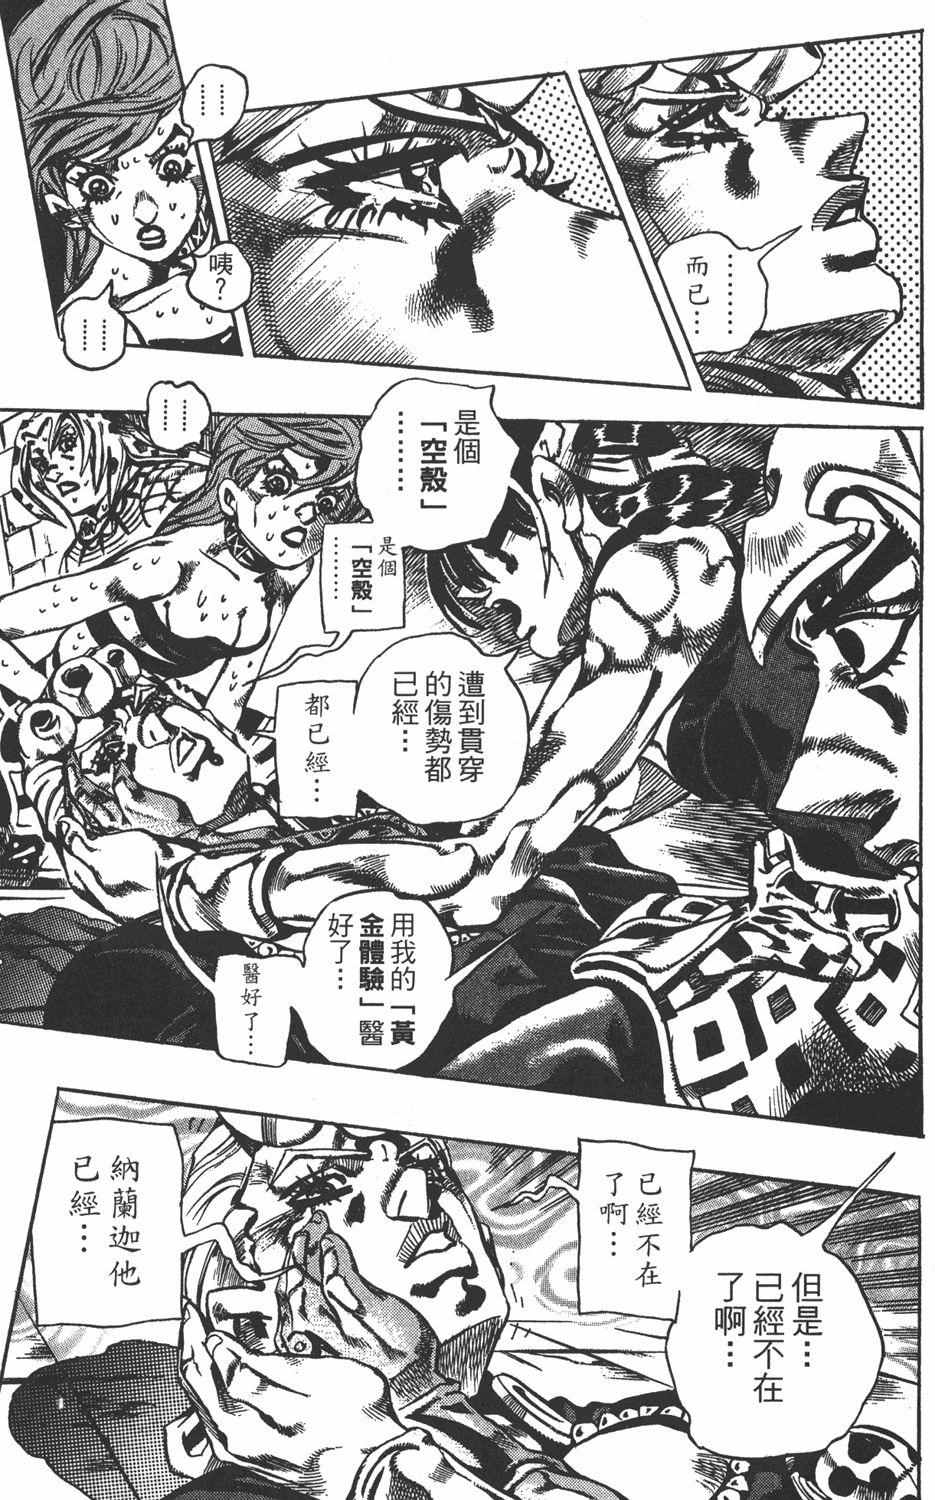 ⋯⋯
而已
⋯⋯
咦？
⋯⋯
是個
「空殼」
⋯⋯⋯
是個
「空殼」
⋯⋯⋯
⋯⋯
遭到貫穿
的傷勢都
已經⋯
都已經⋯
用我的「黃
金體驗」醫
好了⋯
醫好了⋯
但是⋯
已經不在
了啊⋯
已經不在
了啊⋯
納蘭迦他
已經⋯